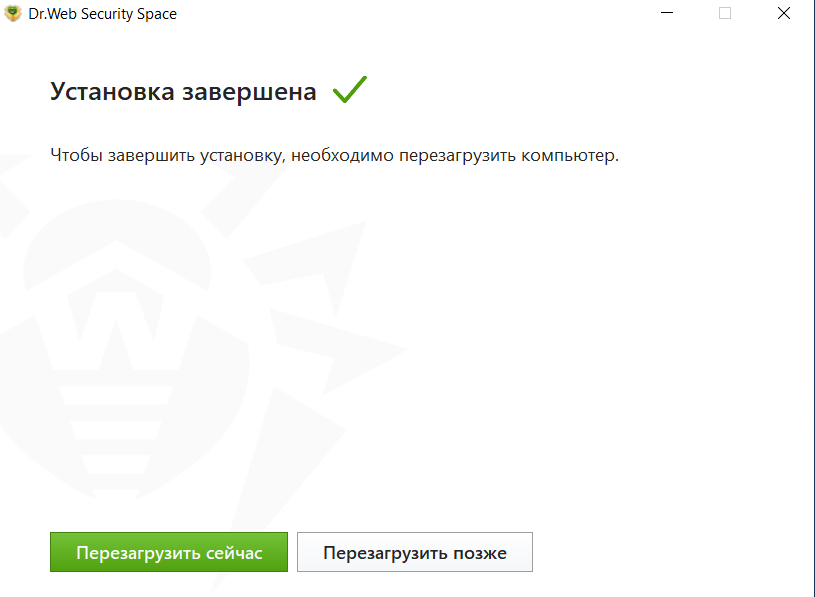 Dr.Web Security Space
Установка завершена
Чтобы завершить установку, необходимо перезагрузить компьютер.
Перезагрузить сейчас
Перезагрузить позже